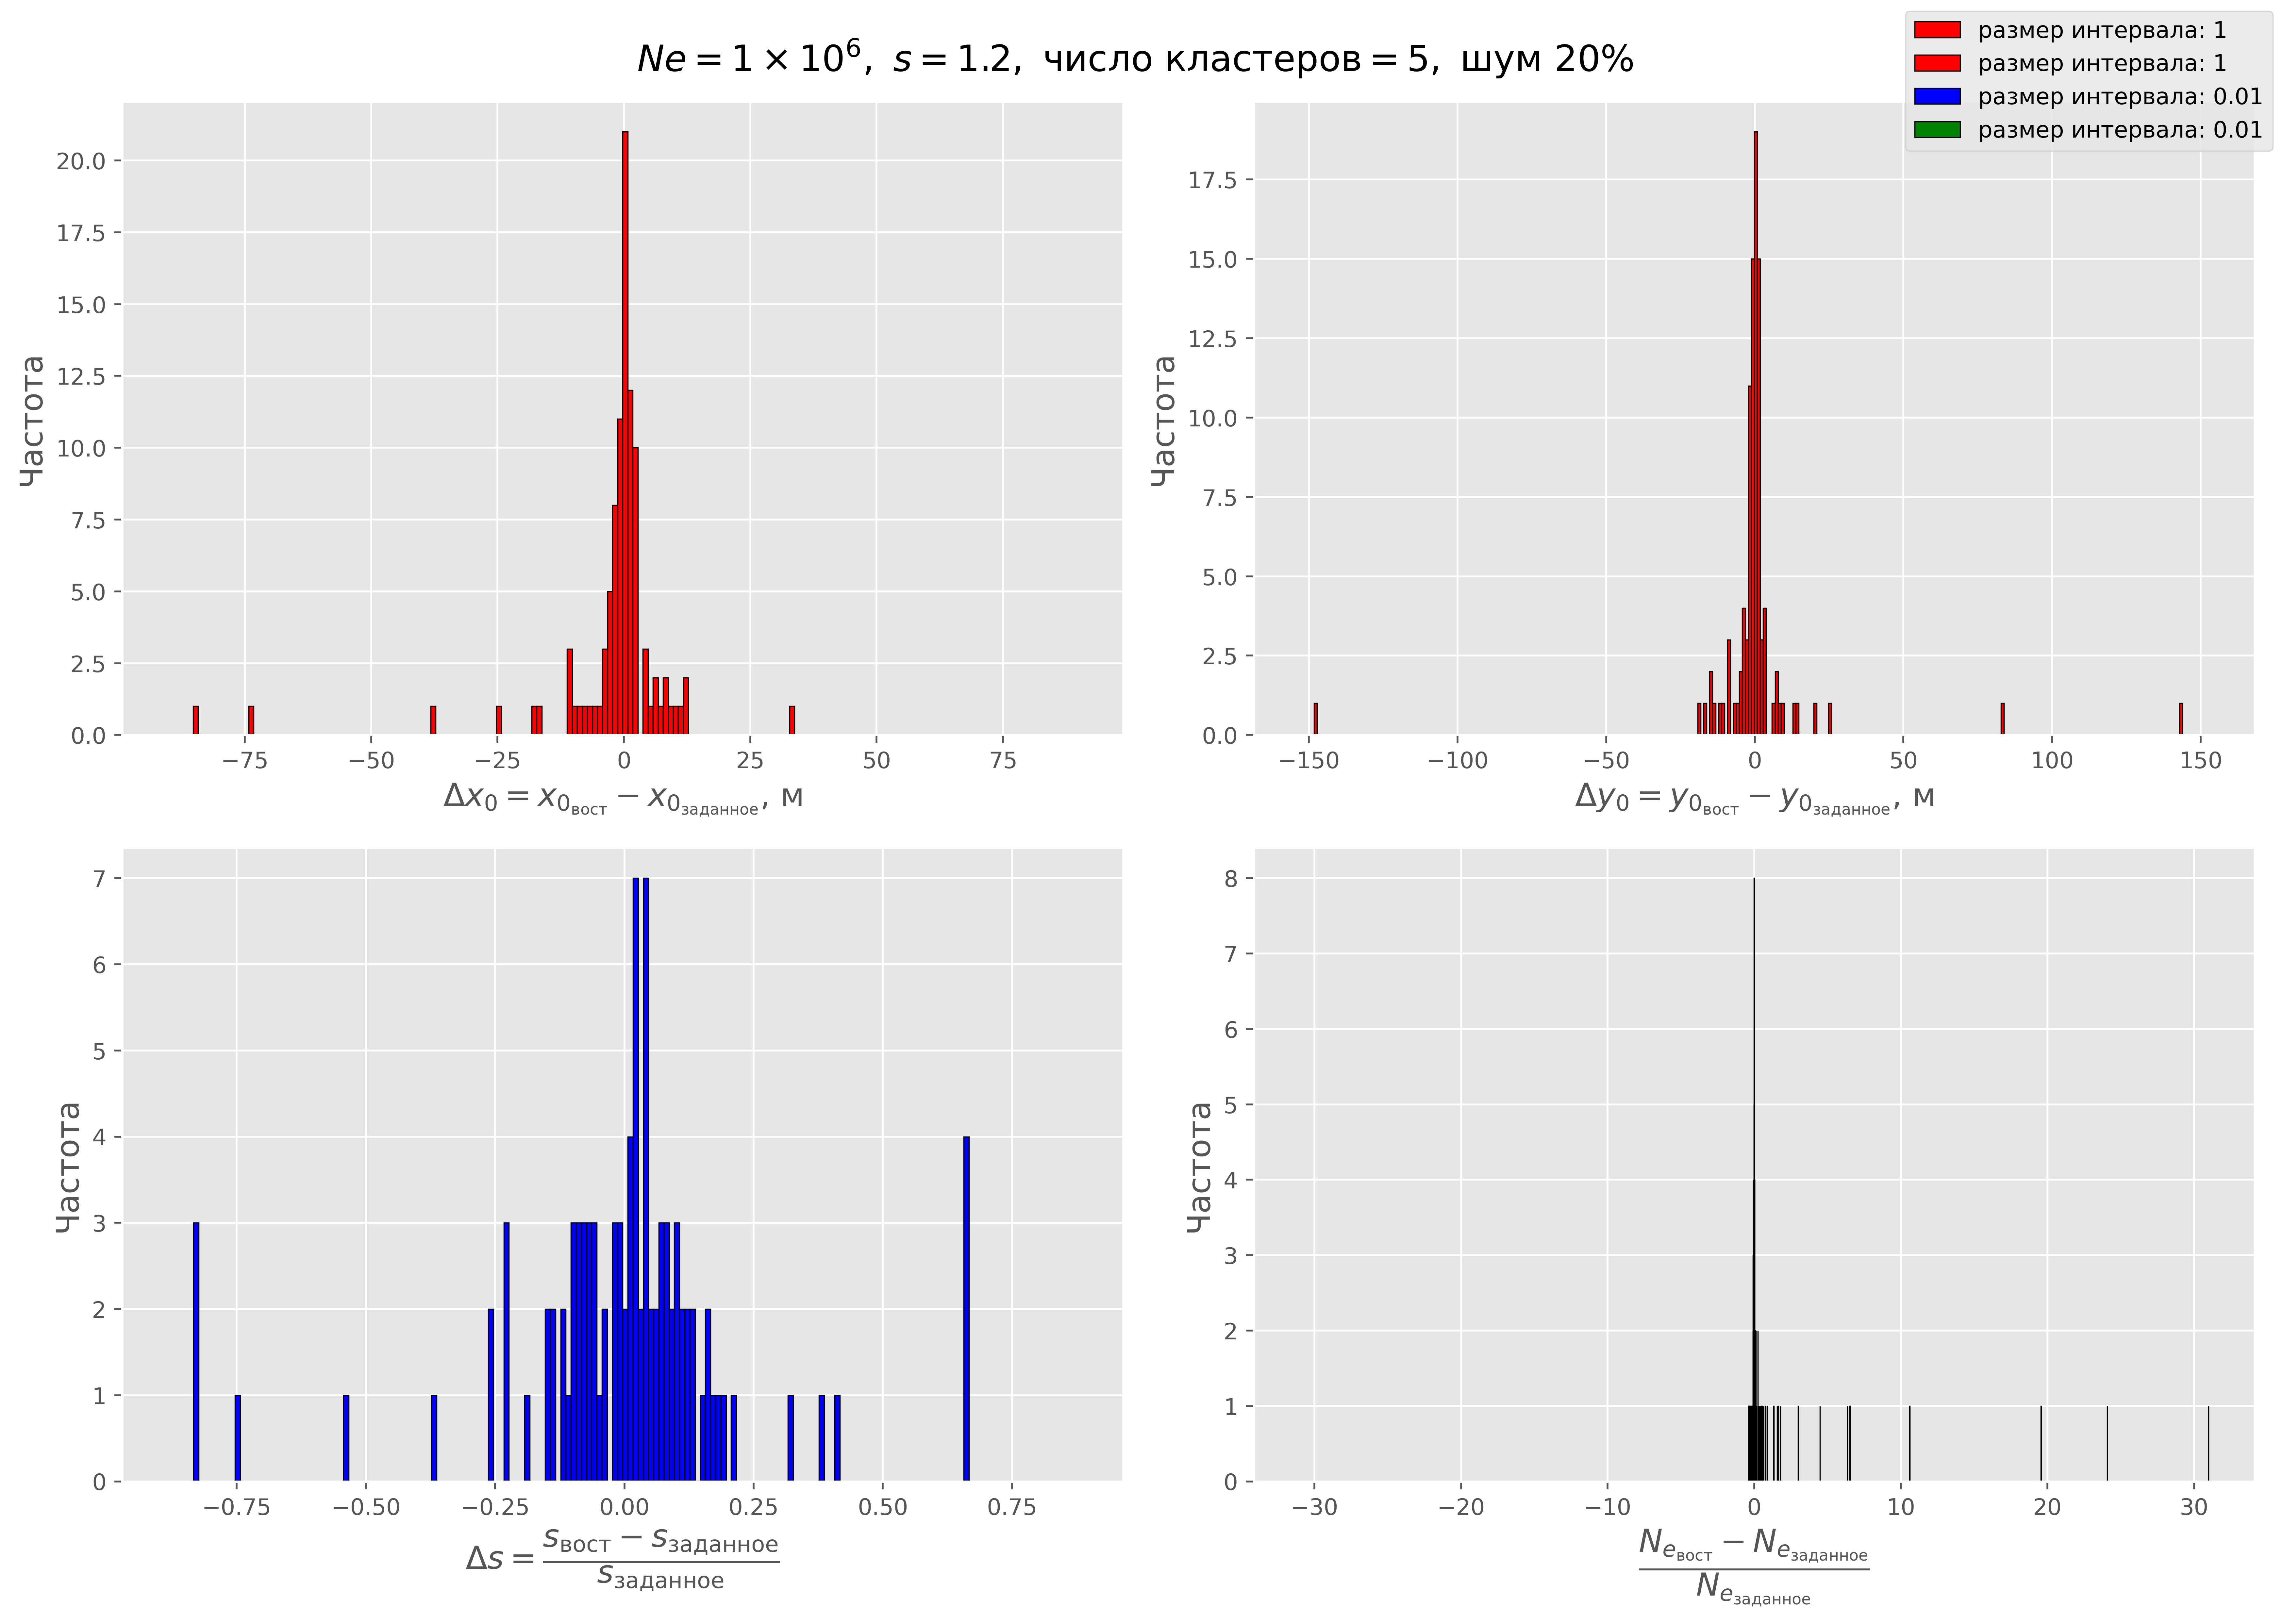 Ne = 1 × 10⁶, s = 1.2, число кластеров = 5, шум 20%
размер интервала: 1
размер интервала: 1
размер интервала: 0.01
размер интервала: 0.01
20.0
17.5
15.0
12.5
10.0
7.5
5.0
2.5
0.0
Частота
−75 −50 −25 0 25 50 75
Δx₀ = x₀вост − x₀заданное, м
17.5
15.0
12.5
10.0
7.5
5.0
2.5
0.0
Частота
−150 −100 −50 0 50 100 150
Δy₀ = y₀вост − y₀заданное, м
7
6
5
4
3
2
1
0
Частота
−0.75 −0.50 −0.25 0.00 0.25 0.50 0.75
sвост − sзаданное
Δs =
sзаданное
8
7
6
5
4
3
2
1
0
Частота
−30 −20 −10 0 10 20 30
Neвост − Neзаданное
Neзаданное